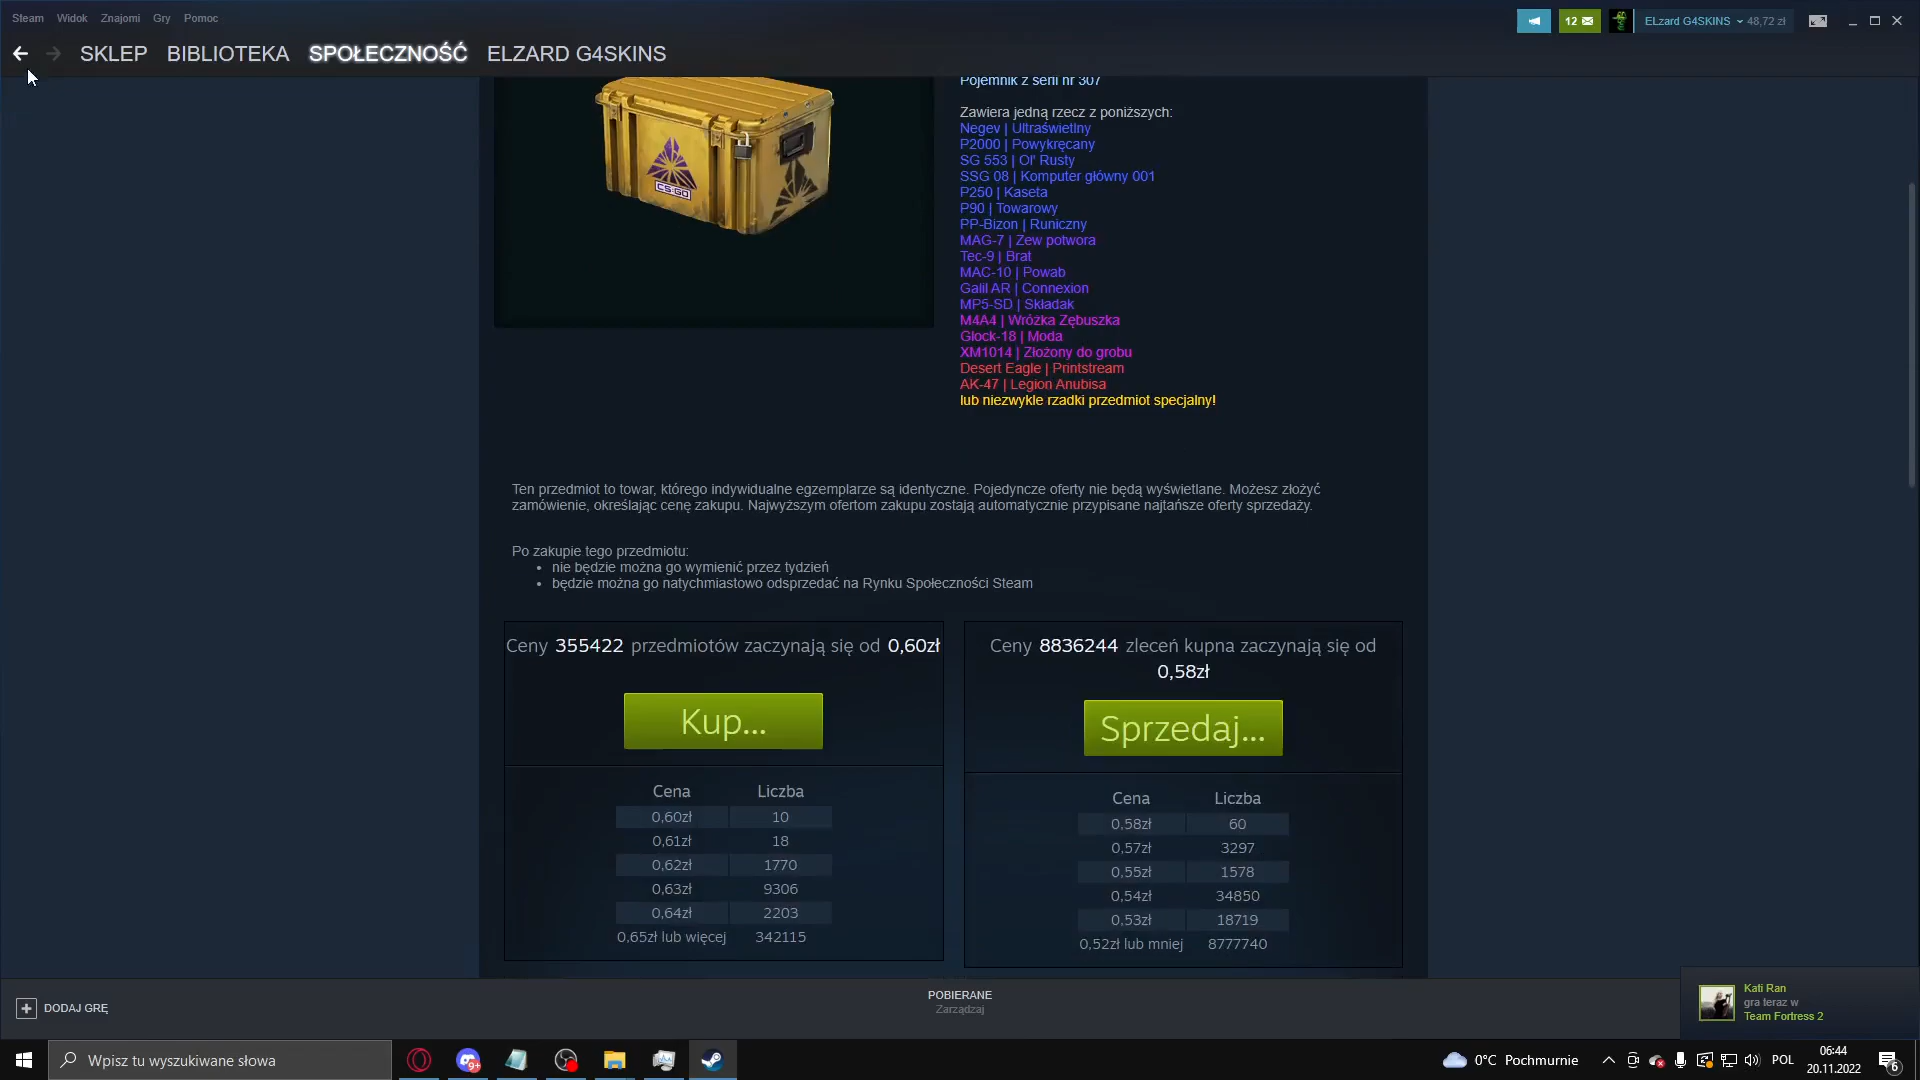 Steam Widok Znajomi Gry Pomoc
12 ELzard G4SKINS 48,72 zł
SKLEP BIBLIOTEKA SPOŁECZNOŚĆ ELZARD G4SKINS
Pojemnik z serii nr 307
Zawiera jedną rzecz z poniższych:
Negev | Ultraświetlny
P2000 | Powykręcany
SG 553 | Ol' Rusty
SSG 08 | Komputer główny 001
P250 | Kaseta
P90 | Towarowy
PP-Bizon | Runiczny
MAG-7 | Zew potwora
Tec-9 | Brat
MAC-10 | Powab
Galil AR | Connexion
MP5-SD | Składak
M4A4 | Wróżka Zębuszka
Glock-18 | Moda
XM1014 | Złożony do grobu
Desert Eagle | Printstream
AK-47 | Legion Anubisa
lub niezwykle rzadki przedmiot specjalny!
CS:GO
Ten przedmiot to towar, którego indywidualne egzemplarze są identyczne. Pojedyncze oferty nie będą wyświetlane. Możesz złożyć
zamówienie, określając cenę zakupu. Najwyższym ofertom zakupu zostają automatycznie przypisane najtańsze oferty sprzedaży.
Po zakupie tego przedmiotu:
• nie będzie można go wymienić przez tydzień
• będzie można go natychmiastowo odsprzedać na Rynku Społeczności Steam
Ceny 355422 przedmiotów zaczynają się od 0,60zł
Kup...
Cena Liczba
0,60zł 10
0,61zł 18
0,62zł 1770
0,63zł 9306
0,64zł 2203
0,65zł lub więcej 342115
Ceny 8836244 zleceń kupna zaczynają się od
0,58zł
Sprzedaj...
Cena Liczba
0,58zł 60
0,57zł 3297
0,55zł 1578
0,54zł 34850
0,53zł 18719
0,52zł lub mniej 8777740
DODAJ GRĘ
POBIERANE
Zarządzaj
Kati Ran
gra teraz w
Team Fortress 2
Wpisz tu wyszukiwane słowa
9+
0°C Pochmurnie
POL
06:44
20.11.2022
6